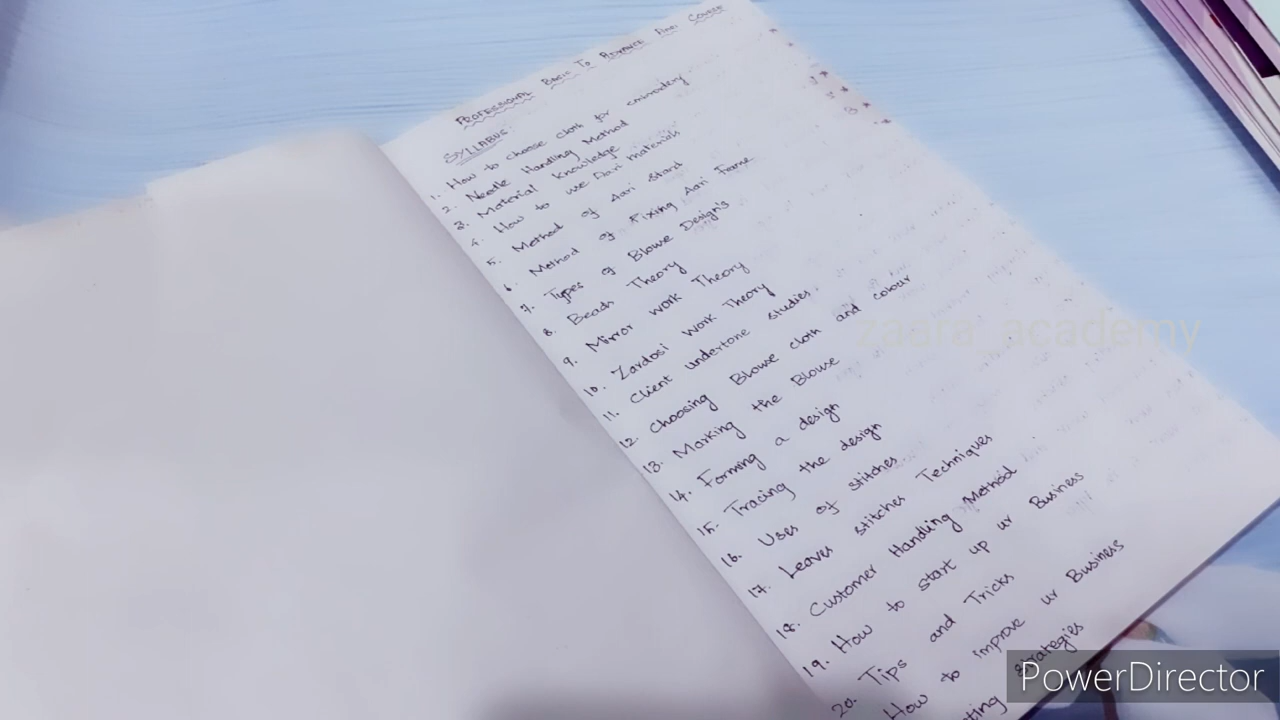 PROFESSIONAL BASIC TO ADVANCE AARI COURSE
SYLLABUS
1. How to choose cloth for embroidery
2. Needle Handling Method
3. Material knowledge
4. How to use Aari materials
5. Method of Aari stand
6. Method of Fixing Aari Frame
7. Types of Blouse Design's
8. Beads Theory
9. Mirror work Theory
10. Zardosi work Theory
11. Client undertone studies
12. Choosing Blouse cloth and colour
13. Marking the Blouse
14. Forming a design
15. Tracing the design
16. Uses of stitches
17. Leaves stitches Techniques
18. Customer Handling Method
19. How to start up ur Business
20. Tips and Tricks
How to improve ur Business
strategies
zaara_academy
PowerDirector